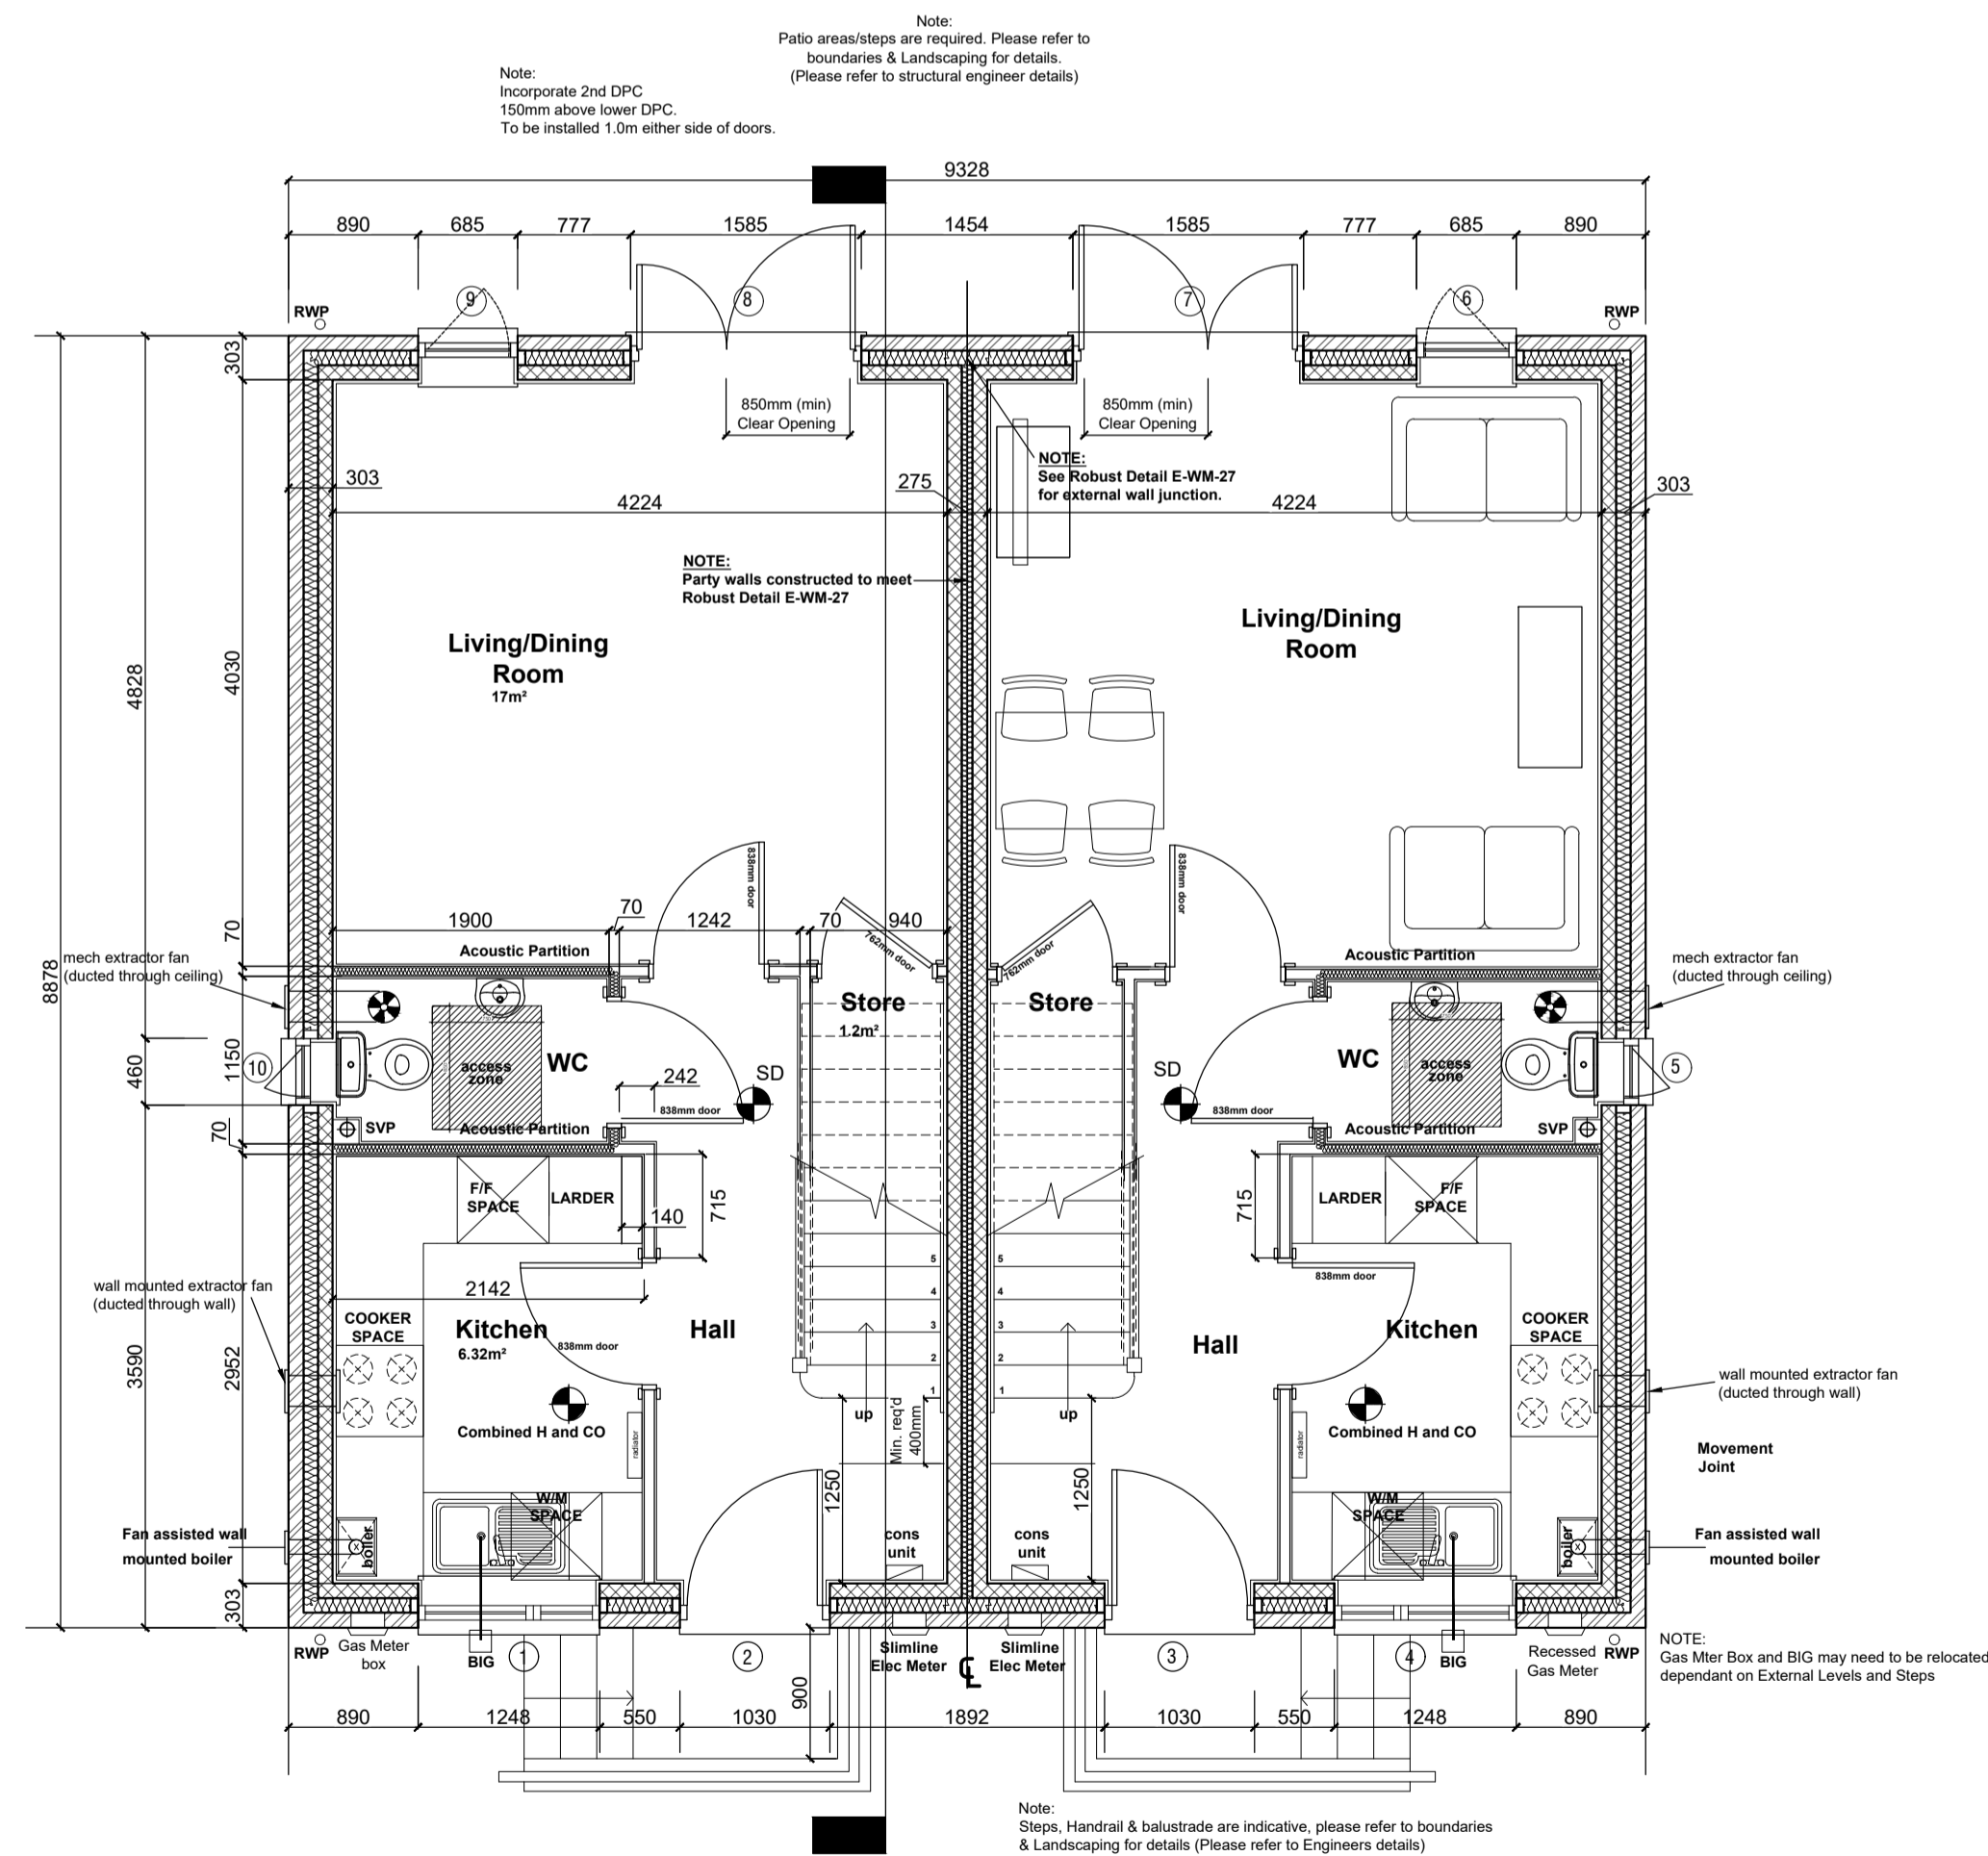 Note:
Patio areas/steps are required. Please refer to
boundaries & Landscaping for details.
(Please refer to structural engineer details)
Note:
Incorporate 2nd DPC
150mm above lower DPC.
To be installed 1.0m either side of doors.
9328
890 685 777 1585 1454 1585 777 685 890
9 8 7 6
RWP RWP
303
850mm (min)
Clear Opening
850mm (min)
Clear Opening
NOTE:
See Robust Detail E-WM-27
for external wall junction.
303 275 303
4224 4224
NOTE:
Party walls constructed to meet
Robust Detail E-WM-27
Living/Dining
Room
17m²
Living/Dining
Room
4828 4030
838mm door 838mm door
1900 70 1242 70 940
762mm door 762mm door
70
Acoustic Partition Acoustic Partition
8878
mech extractor fan
(ducted through ceiling)
mech extractor fan
(ducted through ceiling)
Store
1.2m²
Store
460 1150 10
access
zone
WC
WC
access
zone
5
242
SD SD
838mm door 838mm door
70
SVP Acoustic Partition Acoustic Partition SVP
F/F
SPACE
LARDER
LARDER
F/F
SPACE
140 715 715
wall mounted extractor fan
(ducted through wall)
2142
838mm door
5 5
4 4
3 3
2 2
1 1
COOKER
SPACE
Kitchen
6.32m²
838mm door
Hall
Hall
Kitchen
COOKER
SPACE
3590 2952
wall mounted extractor fan
(ducted through wall)
up up
Min. req'd
400mm
Combined H and CO Combined H and CO
radiator radiator
Movement
Joint
1250 1250
W/M
SPACE
W/M
SPACE
Fan assisted wall
mounted boiler
boiler
cons
unit
cons
unit
boiler
Fan assisted wall
mounted boiler
303
RWP
Gas Meter
box
BIG
1 2
Slimline
Elec Meter
Slimline
Elec Meter
3 4
BIG
Recessed
Gas Meter
RWP
NOTE:
Gas Mter Box and BIG may need to be relocated
dependant on External Levels and Steps
900
890 1248 550 1030 1892 1030 550 1248 890
Note:
Steps, Handrail & balustrade are indicative, please refer to boundaries
& Landscaping for details (Please refer to Engineers details)